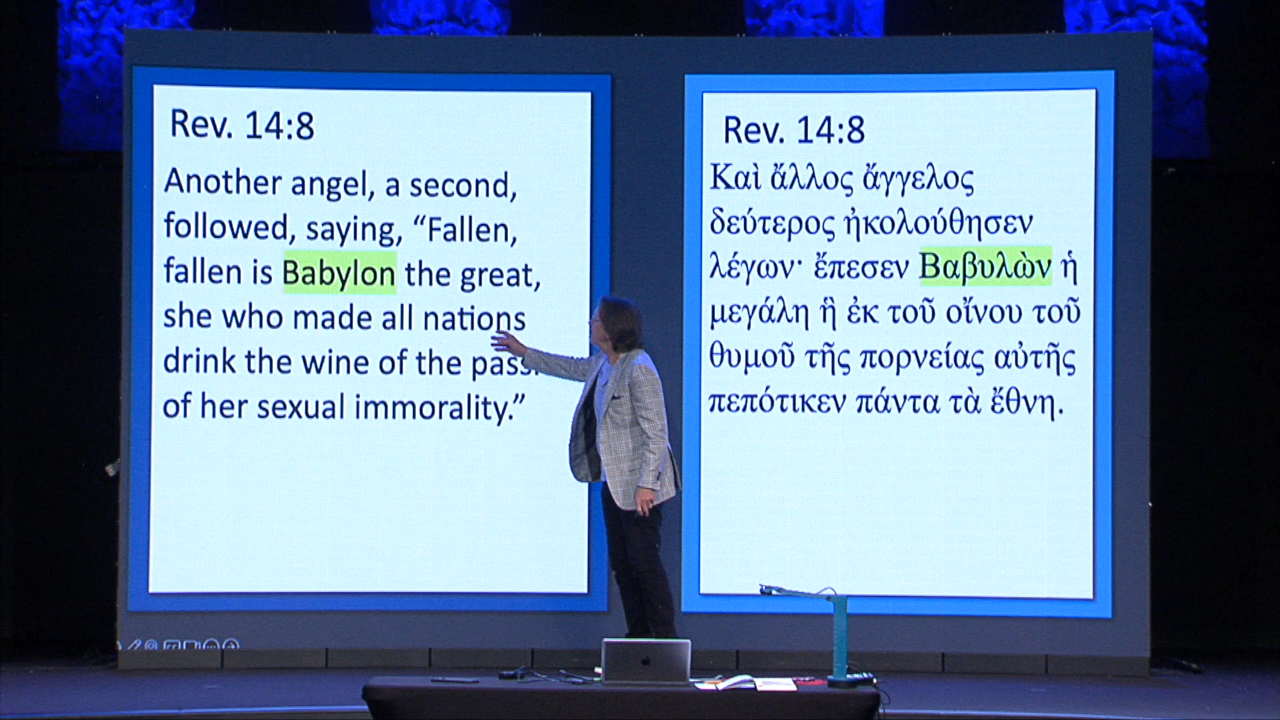 Rev. 14:8
Another angel, a second,
followed, saying, “Fallen,
fallen is Babylon the great,
she who made all nations
drink the wine of the
of her sexual immorality.”
Rev. 14:8
Καὶ ἄλλος ἄγγελος
δεύτερος ἠκολούθησεν
λέγων· ἔπεσεν Βαβυλὼν ἡ
μεγάλη ἣ ἐκ τοῦ οἴνου τοῦ
θυμοῦ τῆς πορνείας αὐτῆς
πεπότικεν πάντα τὰ ἔθνη.